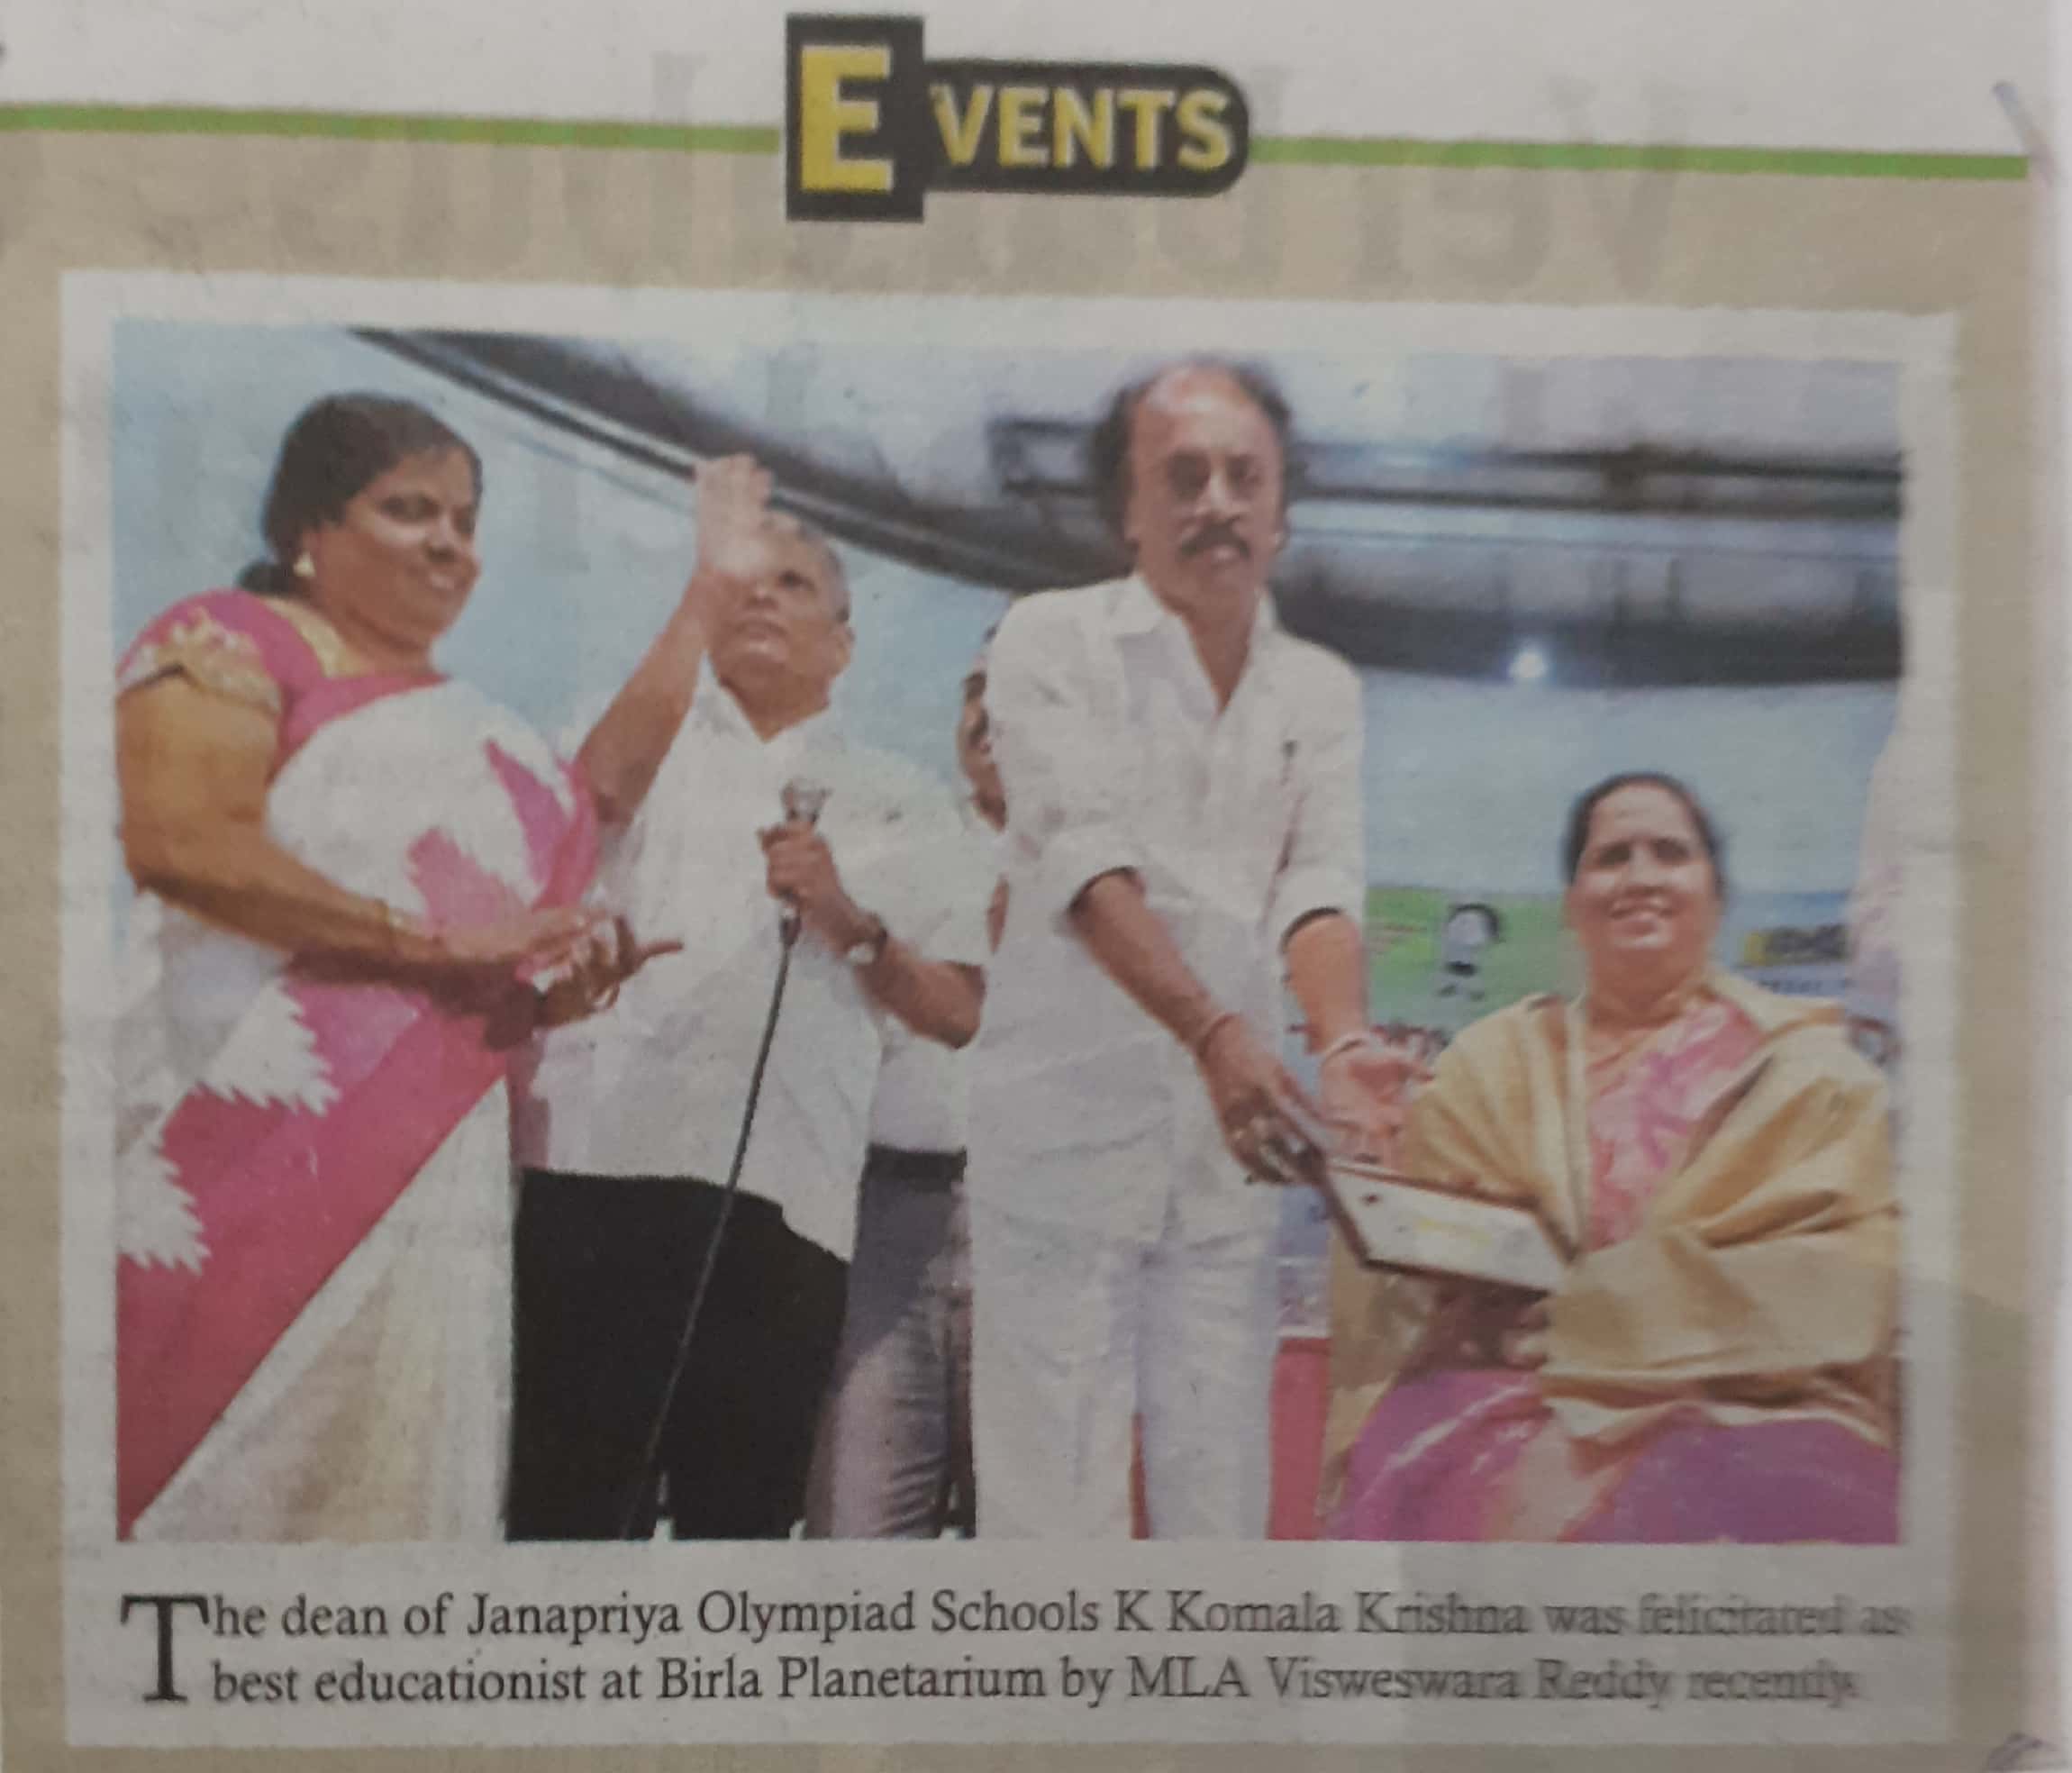 EVENTS
The dean of Janapriya Olympiad Schools K Komala Krishna was felicitated as
best educationist at Birla Planetarium by MLA Visweswara Reddy recently.